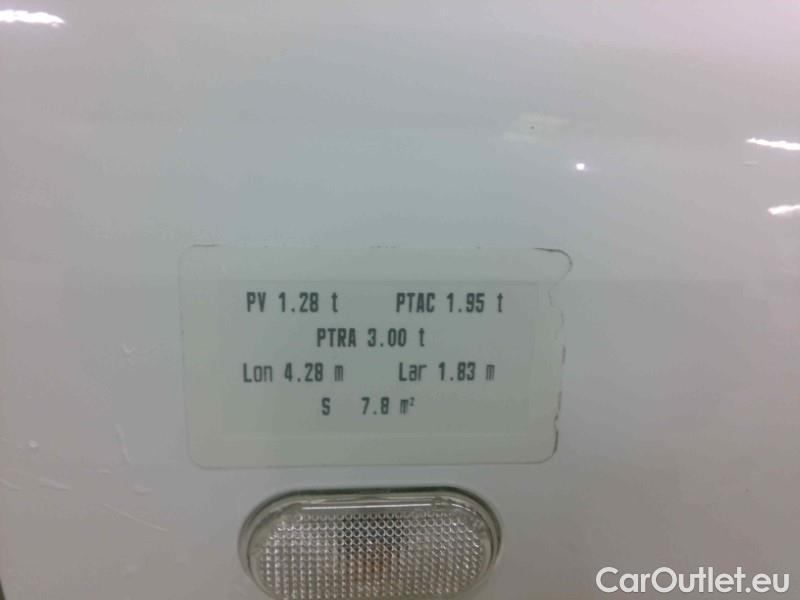 PV 1.28 t PTAC 1.95 t
PTRA 3.00 t
Lon 4.28 m Lar 1.83 m
S 7.8 m²
CarOutlet.eu